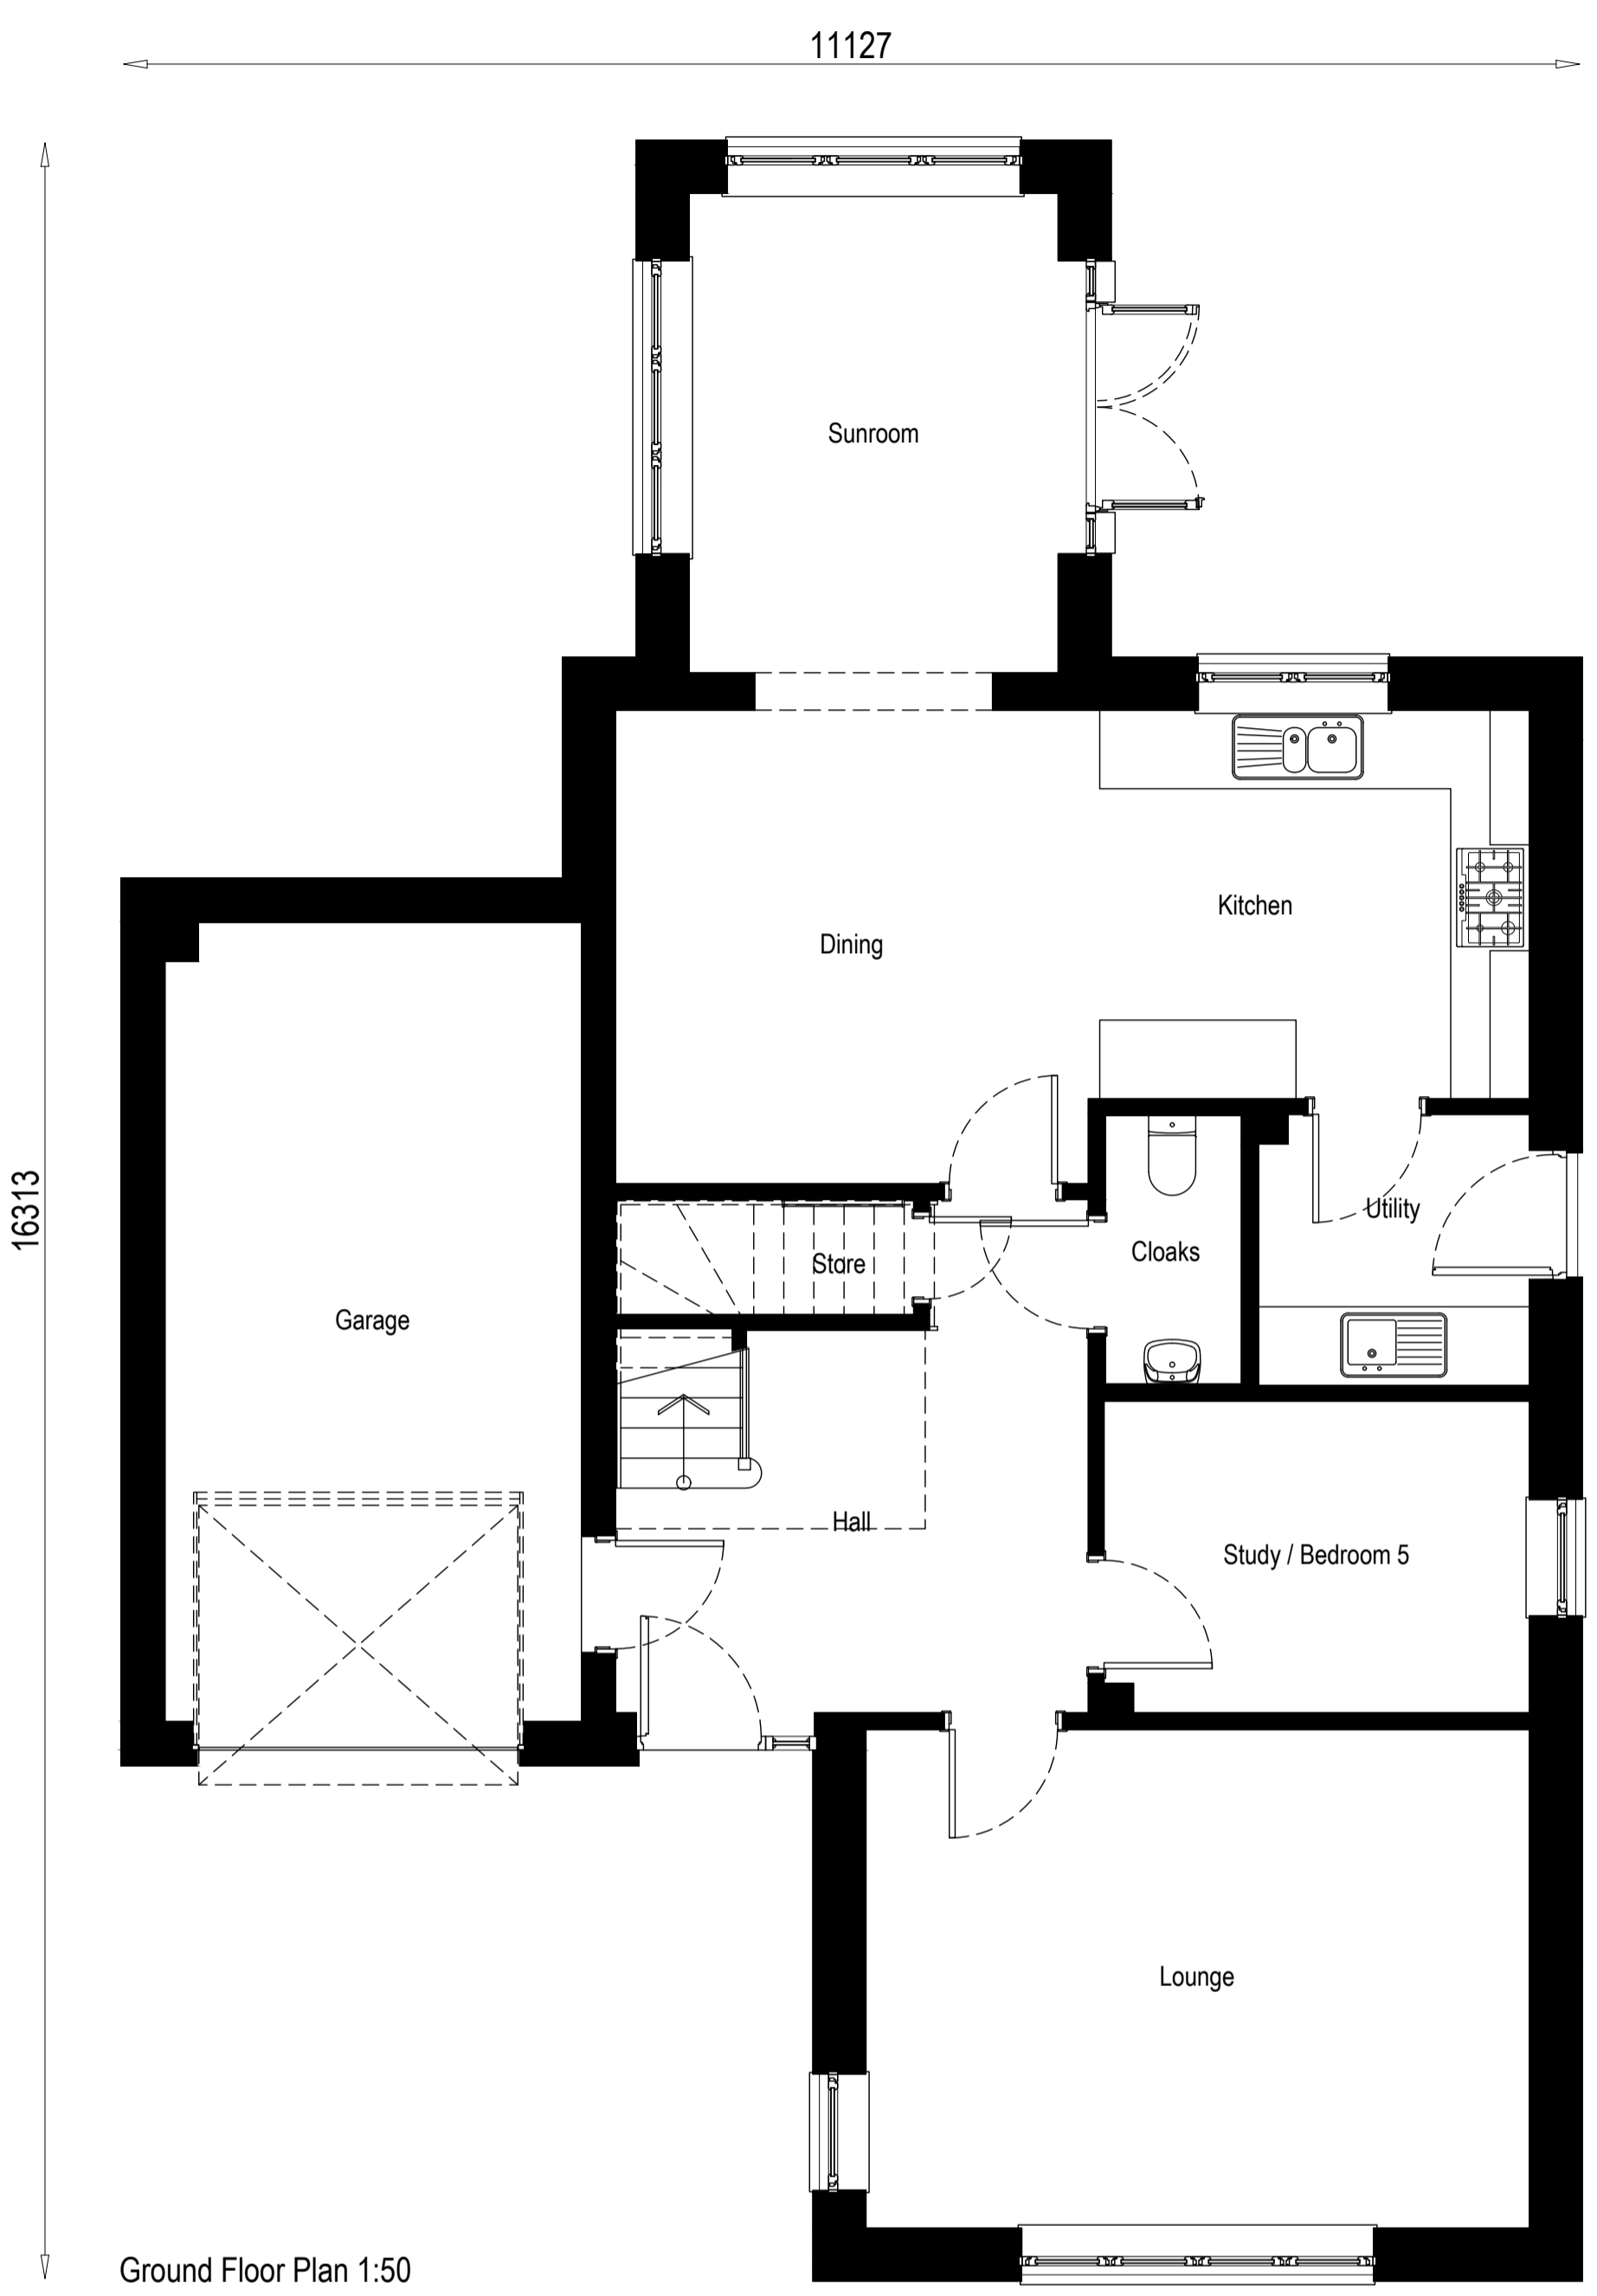 11127
16313
Sunroom
Kitchen
Dining
Utility
Cloaks
Store
Garage
Hall
Study / Bedroom 5
Lounge
Ground Floor Plan 1:50